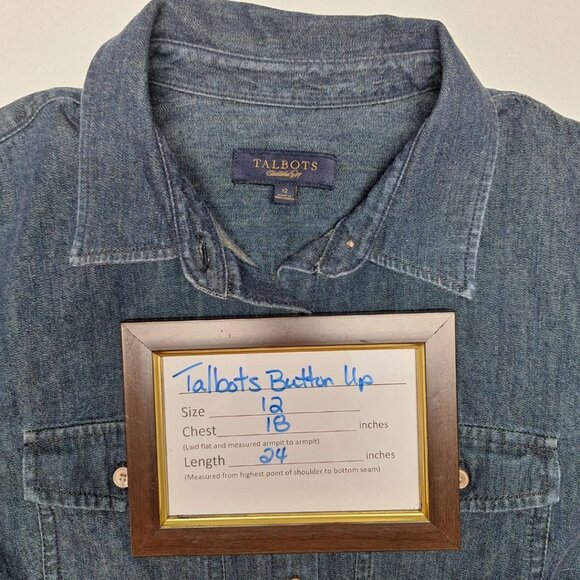 TALBOTS
12
Talbots Button Up
Size 12
Chest 18 inches
(Laid flat and measured armpit to armpit)
Length 24 inches
(Measured from highest point of shoulder to bottom seam)